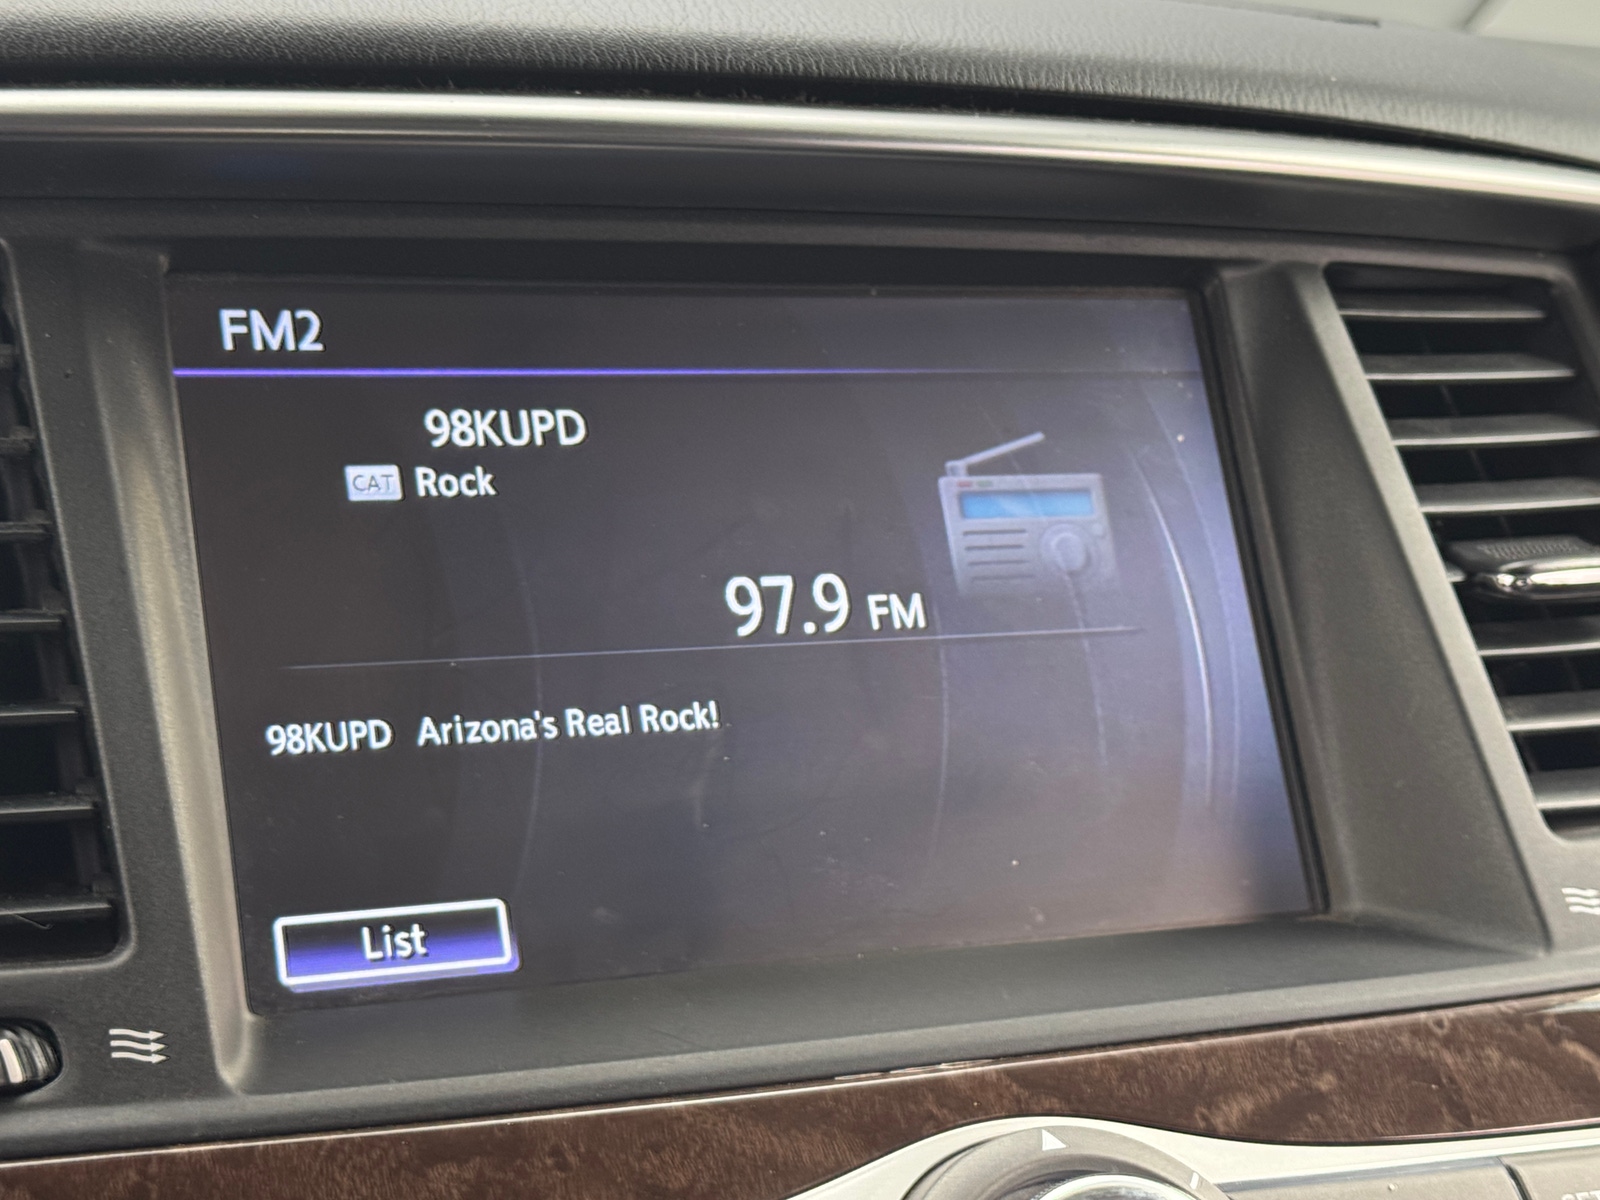 FM2
98KUPD
CAT Rock
97.9 FM
98KUPD Arizona's Real Rock!
List